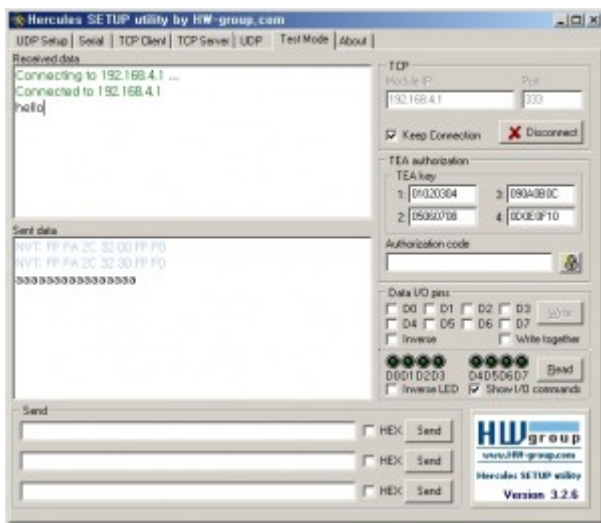 Hercules SETUP utility by HW-group.com
UDP Setup | Serial | TCP Client | TCP Server | UDP | Test Mode | About
Received data
Connecting to 192.168.4.1 ...
Connected to 192.168.4.1
hello
TCP
Module IP Port
192.168.4.1 333
Keep Connection Disconnect
TEA authorization
TEA key
1: 01020304 3: 090A0B0C
2: 05060708 4: 0D0E0F10
Authorization code
Sent data
NVT: FF FA 2C 32 00 FF F0
NVT: FF FA 2C 32 30 FF F0
Data I/O pins
D0 D1 D2 D3 Write
D4 D5 D6 D7
Inverse Write together
D0D1D2D3 D4D5D6D7 Read
Inverse LED Show I/O commands
Send
HEX Send
HEX Send
HEX Send
HW group
www.HW-group.com
Hercules SETUP utility
Version 3.2.6